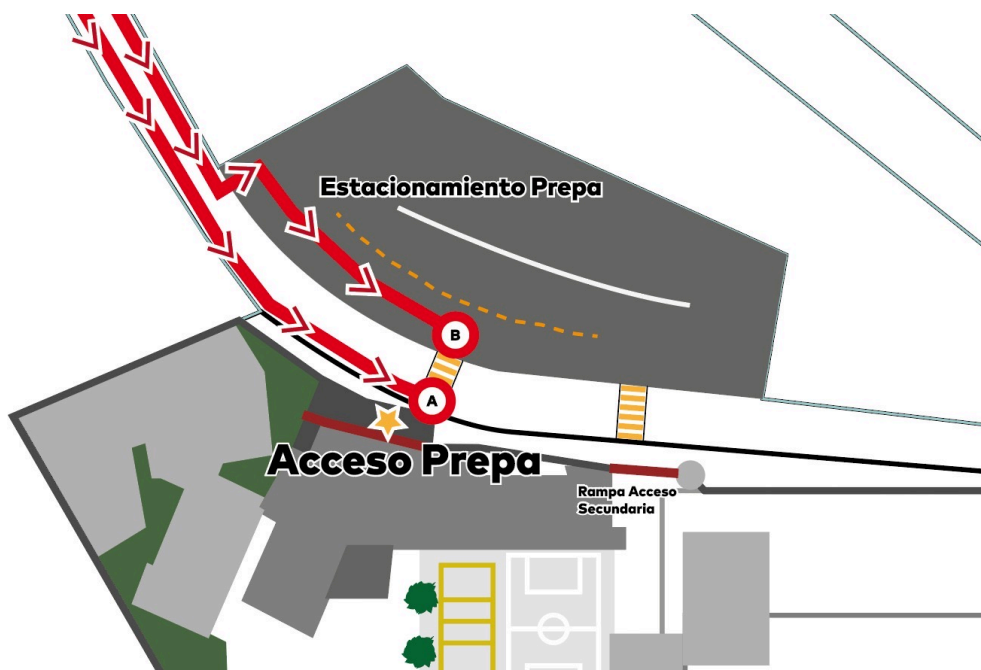 Estacionamiento Prepa
B
A
Acceso Prepa
Rampa Acceso
Secundaria